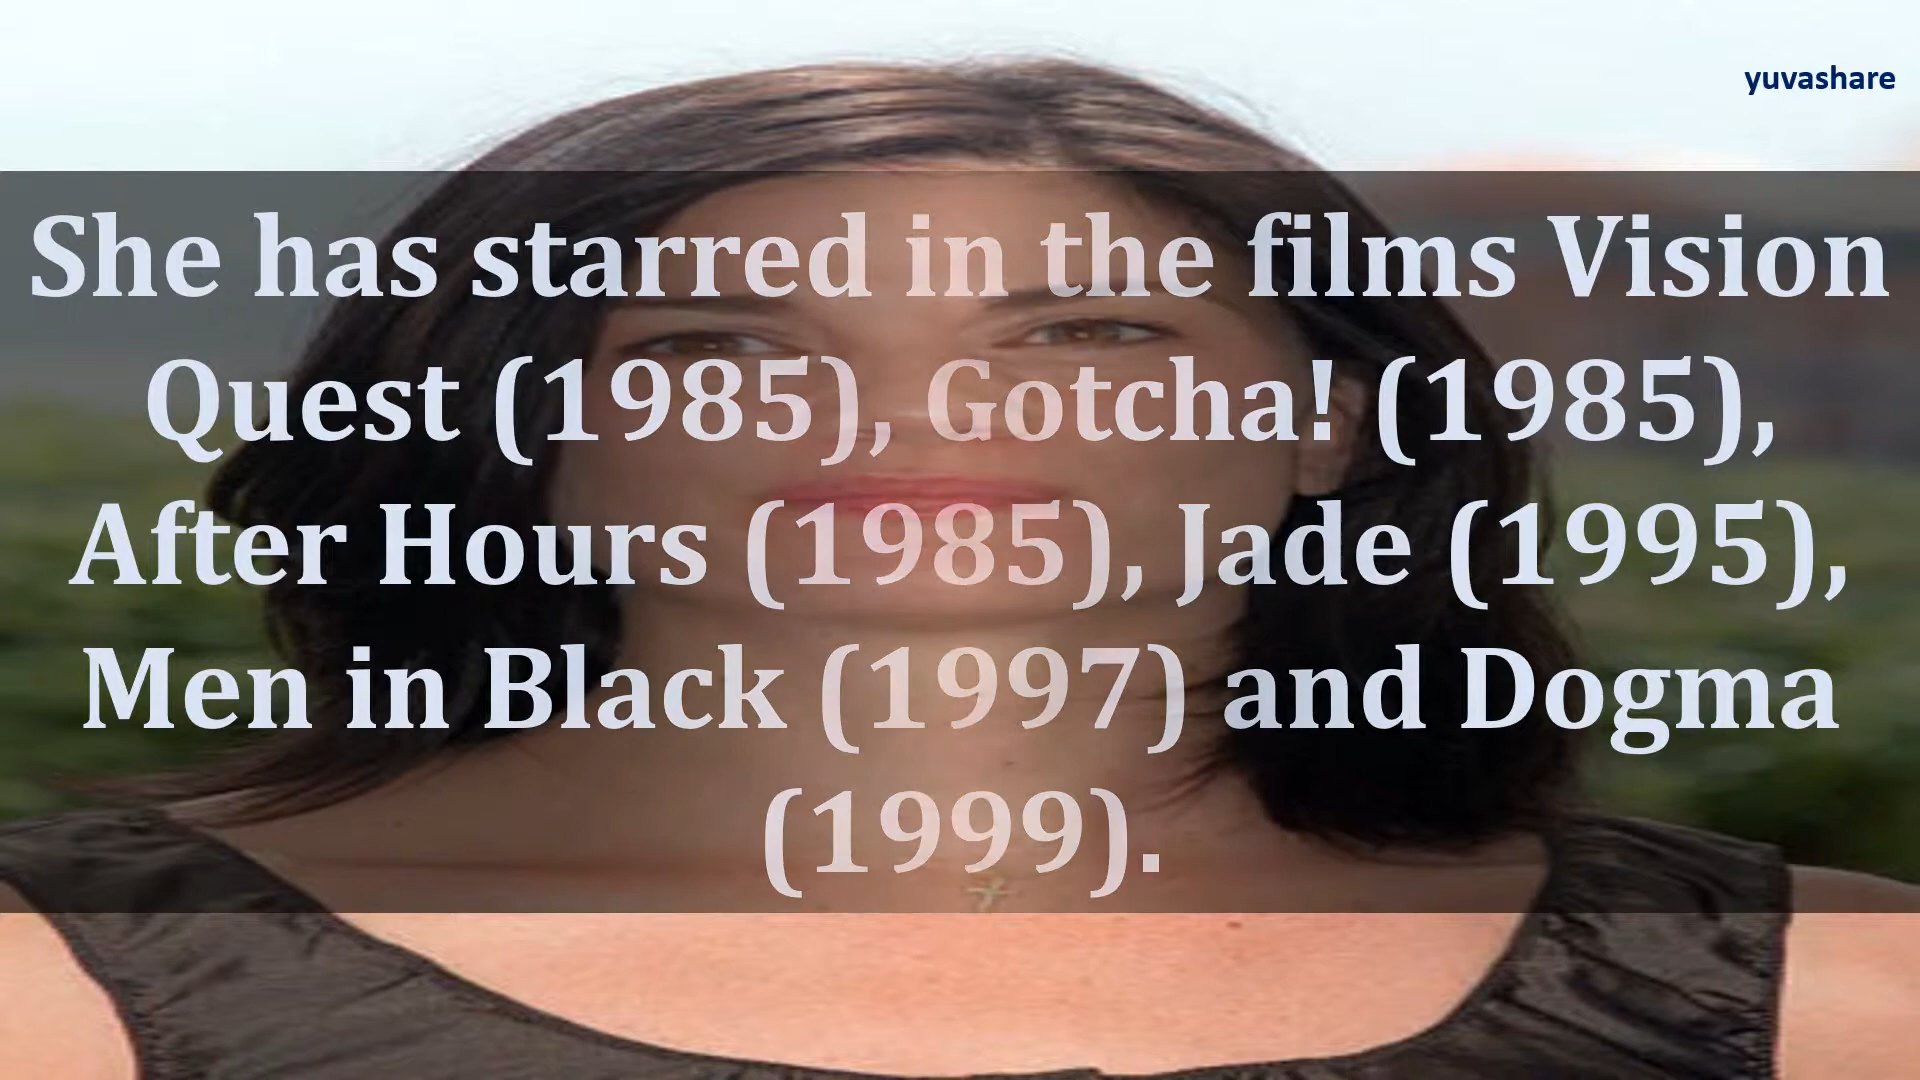 yuvashare
She has starred in the films Vision
Quest (1985), Gotcha! (1985),
After Hours (1985), Jade (1995),
Men in Black (1997) and Dogma
(1999).